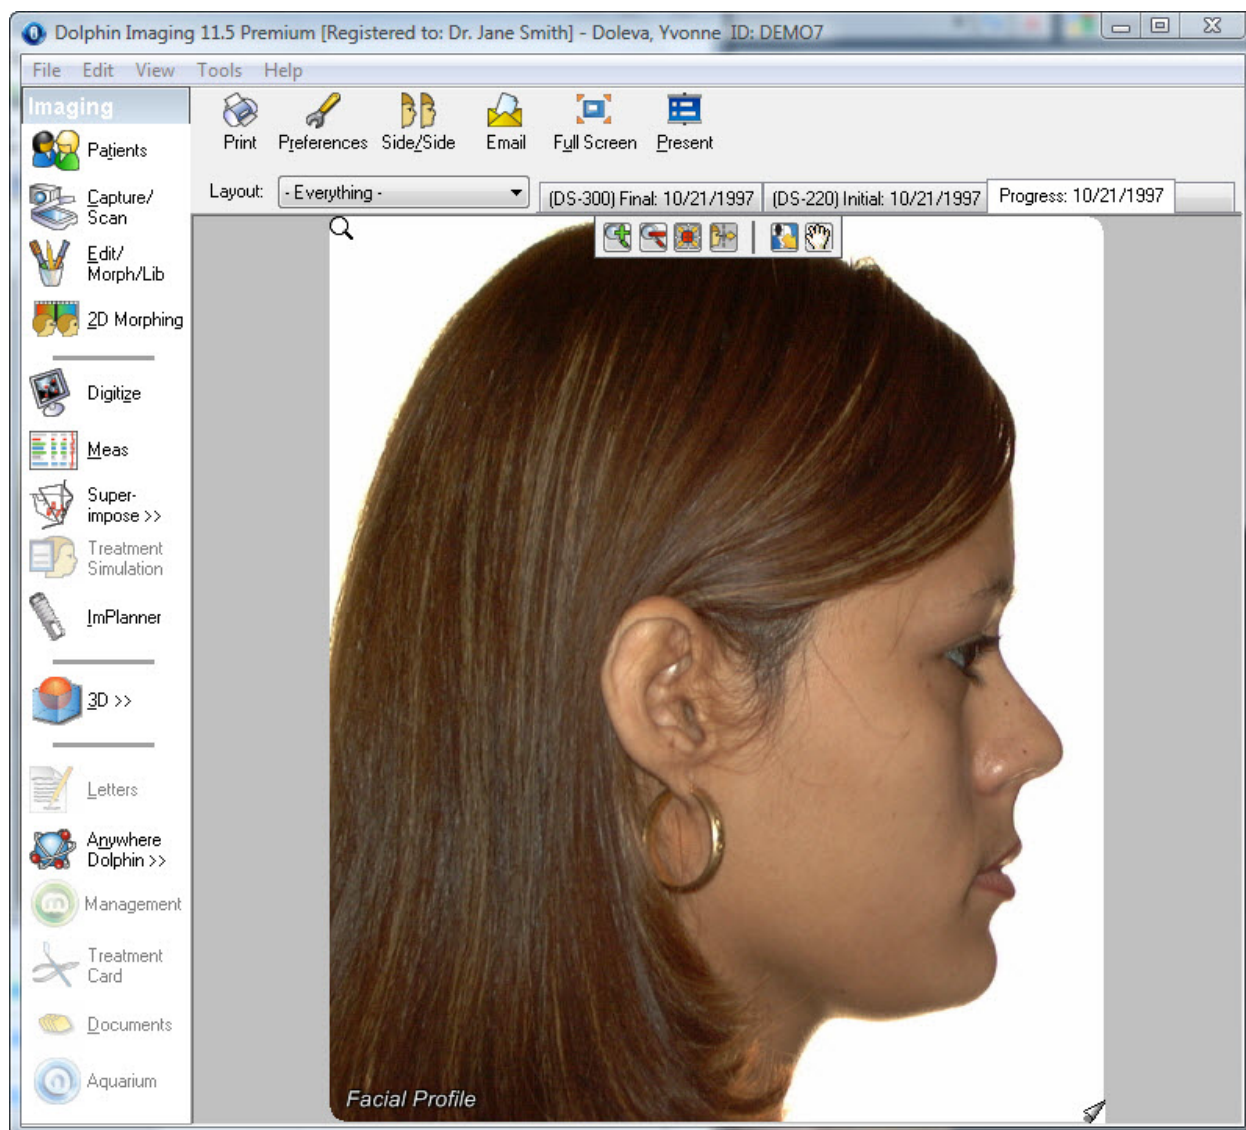 Dolphin Imaging 11.5 Premium [Registered to: Dr. Jane Smith] - Doleva, Yvonne  ID: DEMO7
File Edit View Tools Help
Imaging
Patients
Capture/
Scan
Edit/
Morph/Lib
2D Morphing
Digitize
Meas
Super-
impose >>
Treatment
Simulation
ImPlanner
3D >>
Letters
Anywhere
Dolphin >>
Management
Treatment
Card
Documents
Aquarium
Print Preferences Side/Side Email Full Screen Present
Layout: - Everything - (DS-300) Final: 10/21/1997 (DS-220) Initial: 10/21/1997 Progress: 10/21/1997
Facial Profile